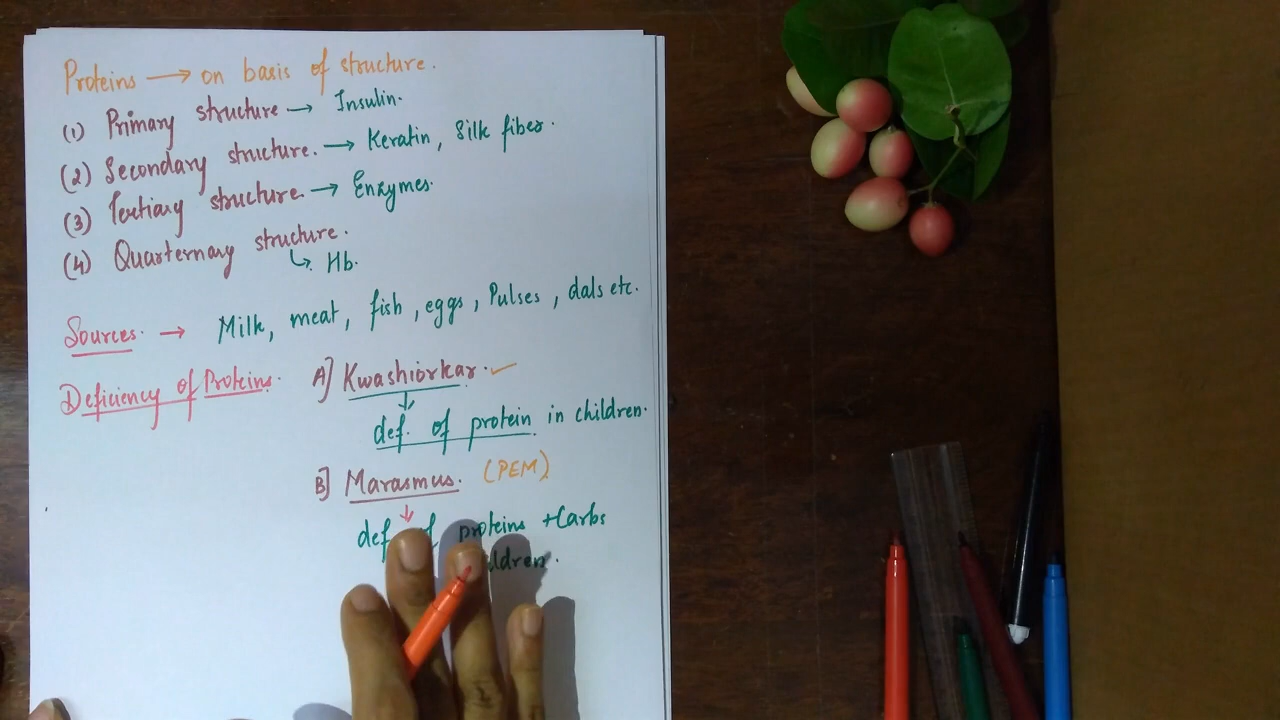 Proteins → on basis of structure.
(1) Primary structure → Insulin.
(2) Secondary structure. → Keratin, Silk fiber.
(3) Tertiary structure. → Enzymes.
(4) Quarternary structure.
↳ Hb.
Sources. → Milk, meat, fish, eggs, Pulses, dals etc.
Deficiency of Proteins. A] Kwashiorkar. ✓
↓
def. of protein in children.
B] Marasmus. (PEM)
↓
def proteins + Carbs